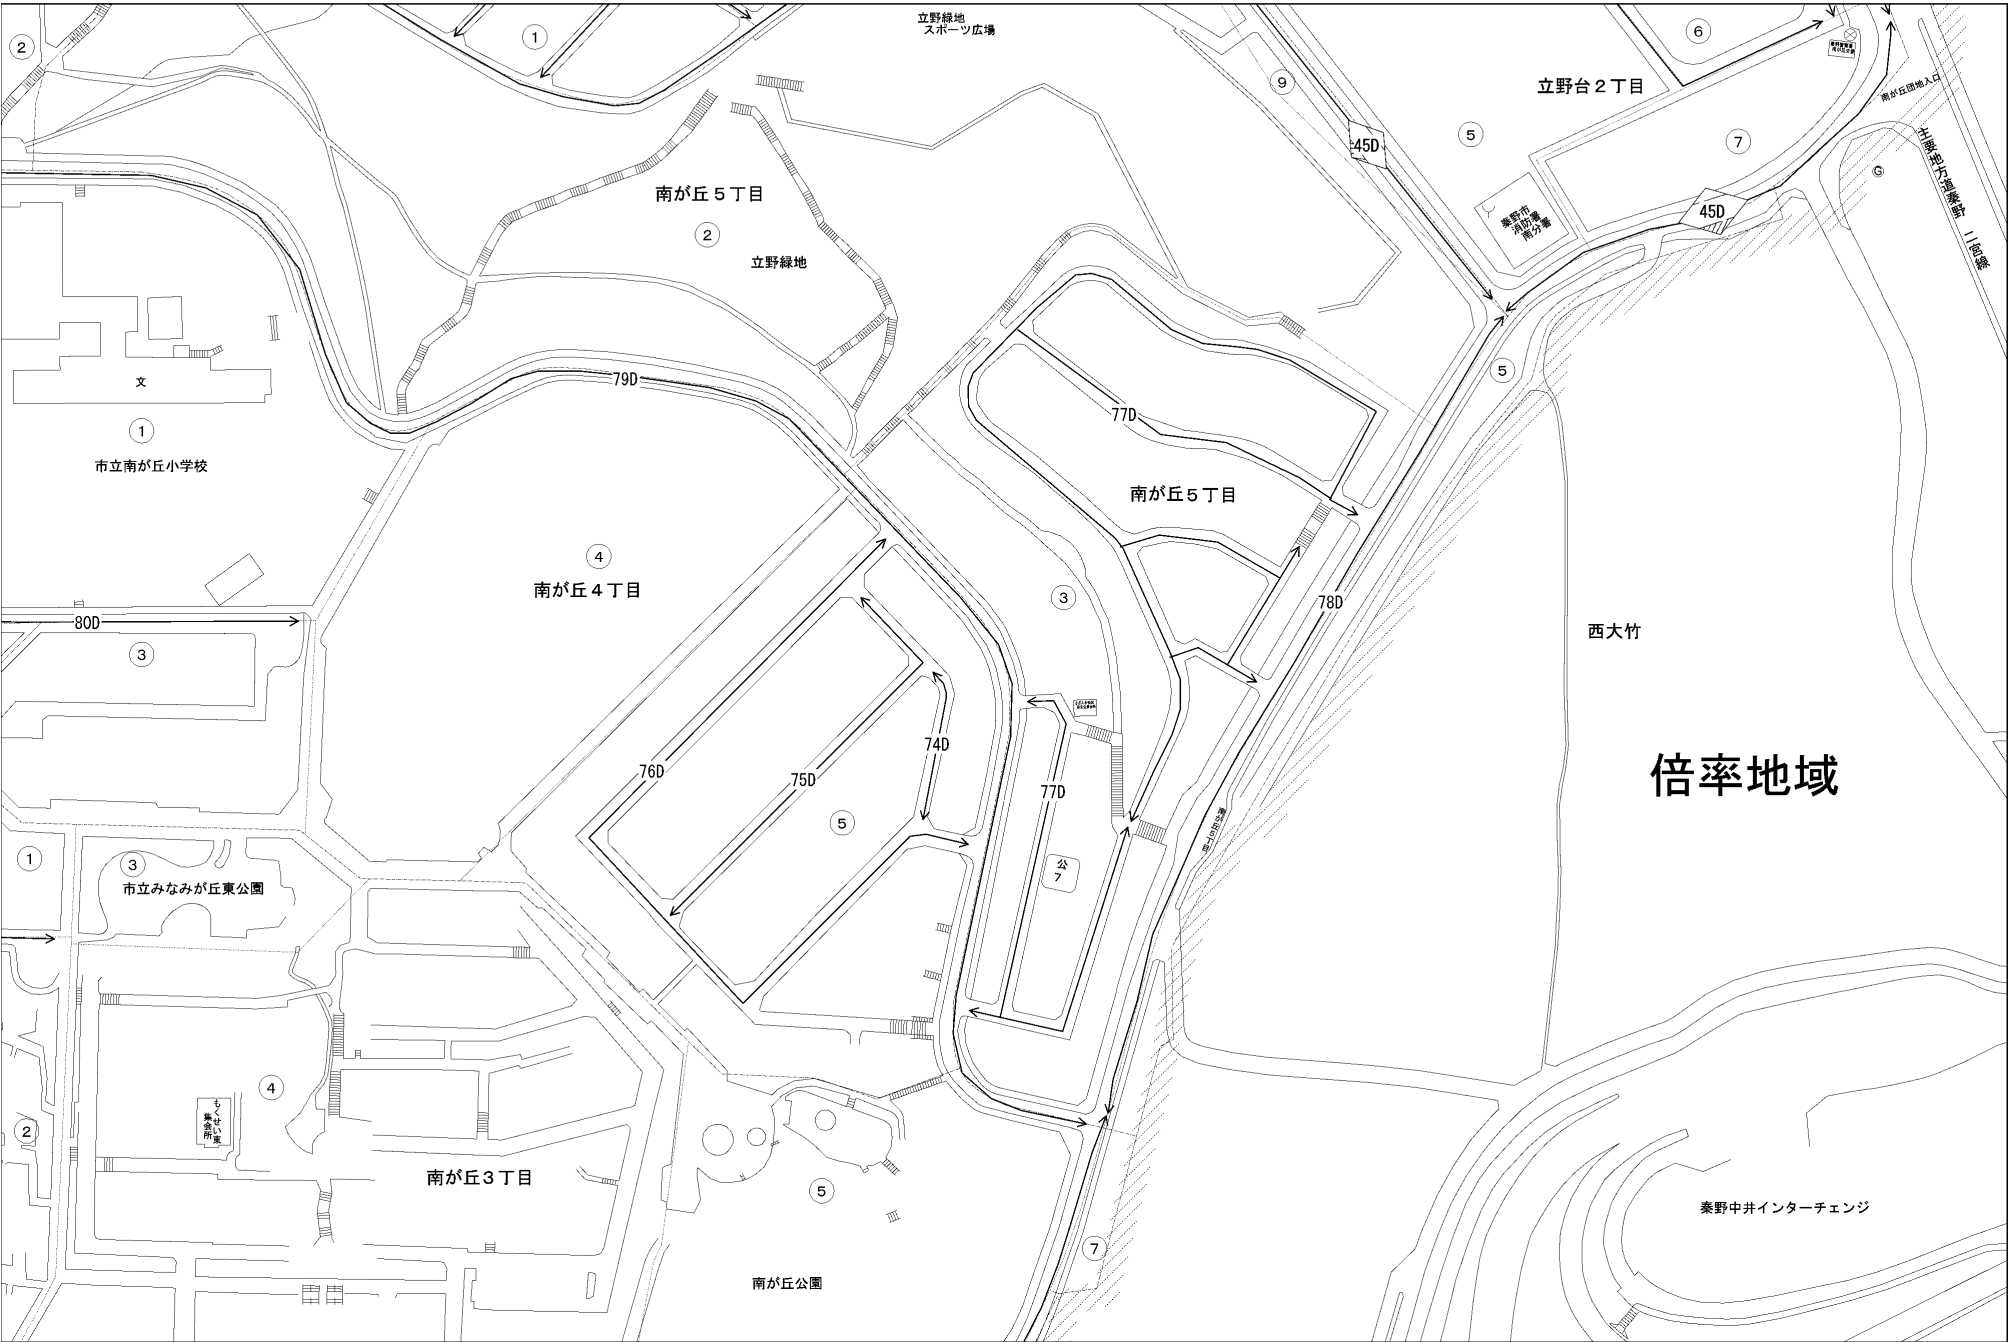 ②
①
立野緑地
スポーツ広場
⑥
⑨
立野台２丁目
南が丘団地入口
⑤
⑦
45D
主要地方道秦野 二宮線
G
南が丘５丁目
②
立野緑地
秦野市
消防署
南分署
45D
文
79D
⑤
①
市立南が丘小学校
77D
南が丘５丁目
④
南が丘４丁目
③
78D
80D
西大竹
③
74D
76D
75D
77D
倍率地域
⑤
南が丘５丁目
①
③
市立みなみが丘東公園
公
7
④
もくせい東
集会所
②
南が丘３丁目
⑤
秦野中井インターチェンジ
⑦
南が丘公園